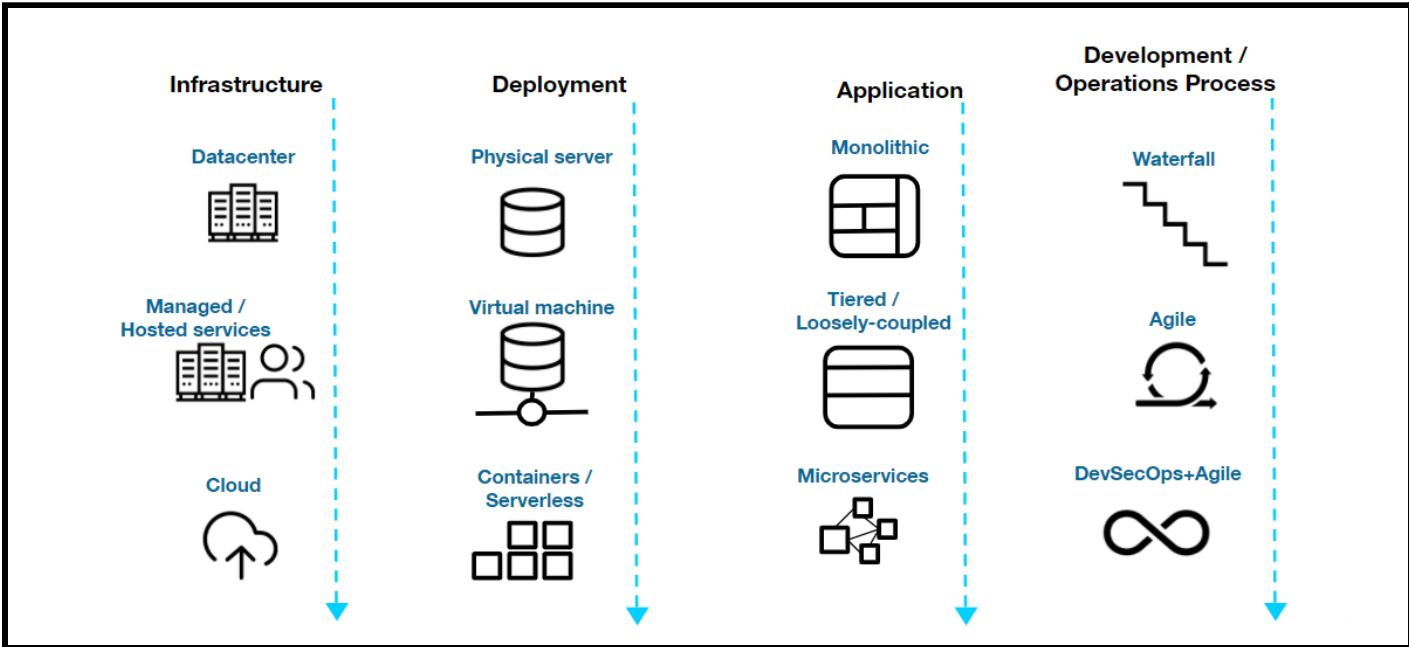 Infrastructure
Datacenter
Managed /
Hosted services
Cloud
Deployment
Physical server
Virtual machine
Containers /
Serverless
Application
Monolithic
Tiered /
Loosely-coupled
Microservices
Development /
Operations Process
Waterfall
Agile
DevSecOps+Agile